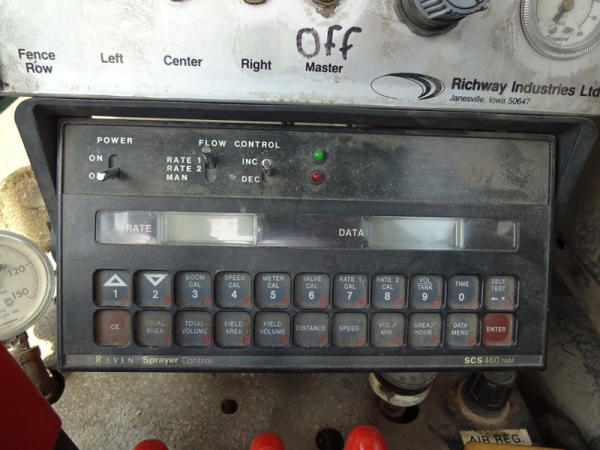 OFF
Fence Row
Left
Center
Right
Master
Richway Industries Ltd
Janesville, Iowa 50647
POWER
ON
FLOW CONTROL
RATE 1
RATE 2
MAN
INC
DEC
RATE
DATA
1
2
BOOM CAL 3
SPEED CAL 4
METER CAL 5
VALVE CAL 6
RATE 1 CAL 7
RATE 2 CAL 8
VOL TANK 9
TIME 0
SELF TEST
CE
TOTAL AREA
TOTAL VOLUME
FIELD AREA
FIELD VOLUME
DISTANCE
SPEED
VOL/ MIN
AREA/ HOUR
DATA MENU
ENTER
RAVEN Sprayer Control
SCS 460 NVM
120
150
AIR REG.